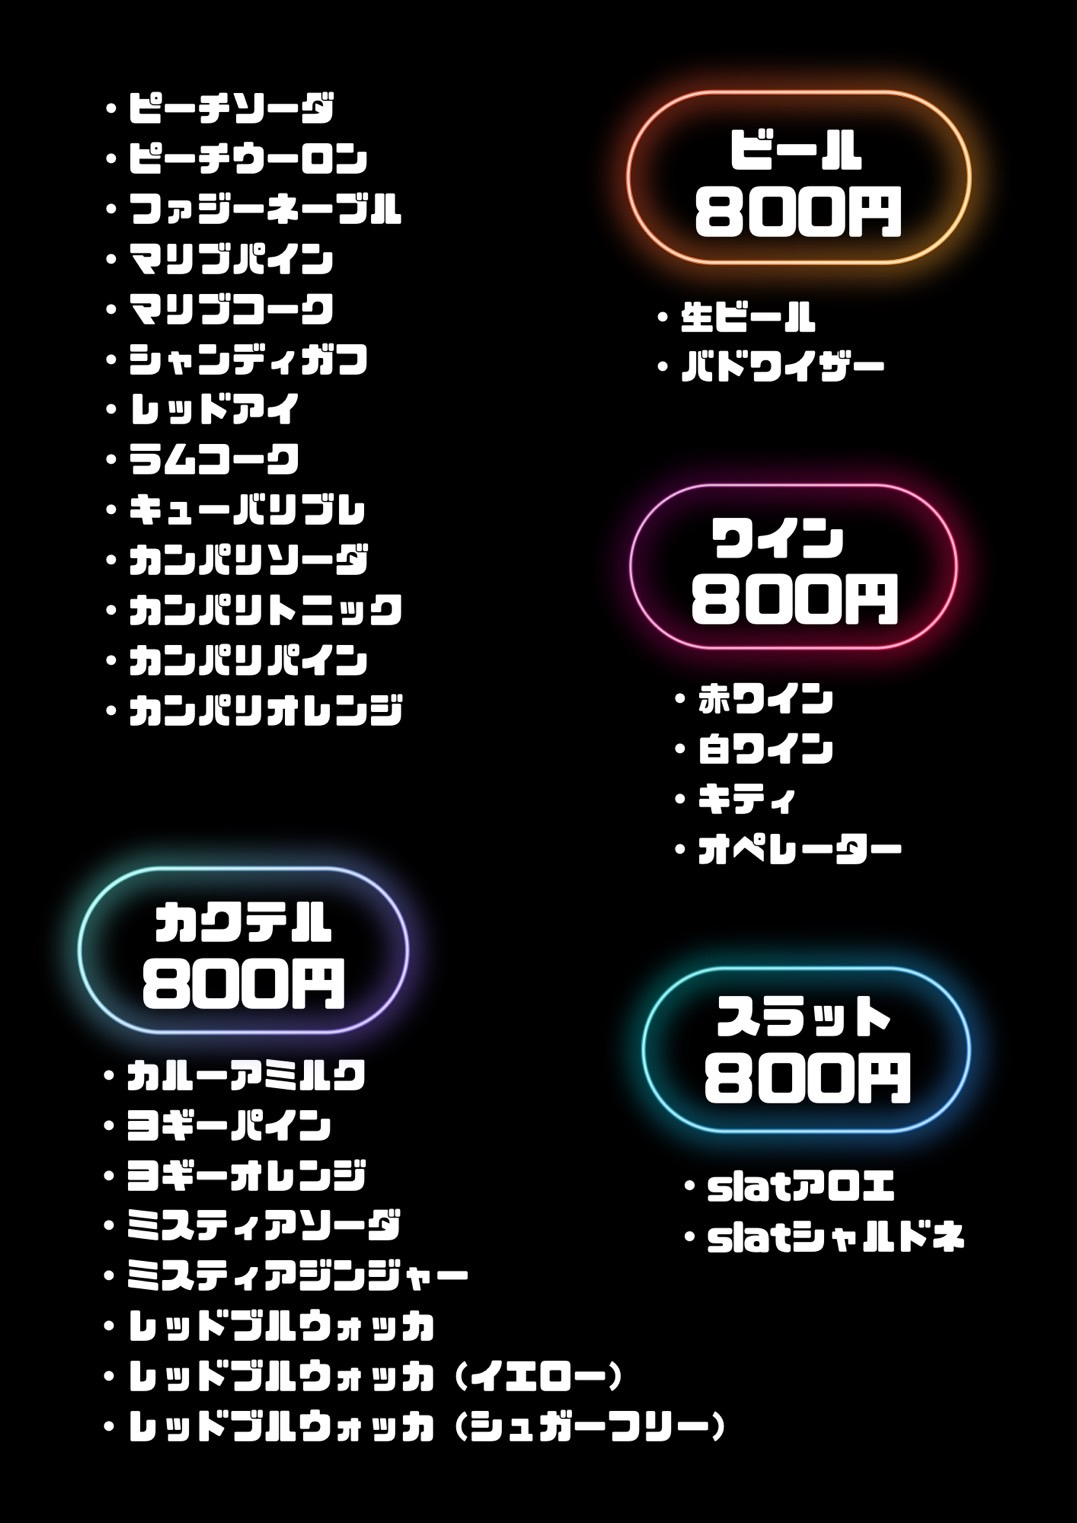 ・ピーチソーダ
・ピーチウーロン
・ファジーネーブル
・マリブパイン
・マリブコーク
・シャンディガフ
・レッドアイ
・ラムコーク
・キューバリブレ
・カンパリソーダ
・カンパリトニック
・カンパリパイン
・カンパリオレンジ
カクテル
800円
・カルーアミルク
・ヨギーパイン
・ヨギーオレンジ
・ミスティアソーダ
・ミスティアジンジャー
・レッドブルウォッカ
・レッドブルウォッカ（イエロー）
・レッドブルウォッカ（シュガーフリー）
ビール
800円
・生ビール
・バドワイザー
ワイン
800円
・赤ワイン
・白ワイン
・キティ
・オペレーター
スラット
800円
・slatアロエ
・slatシャルドネ